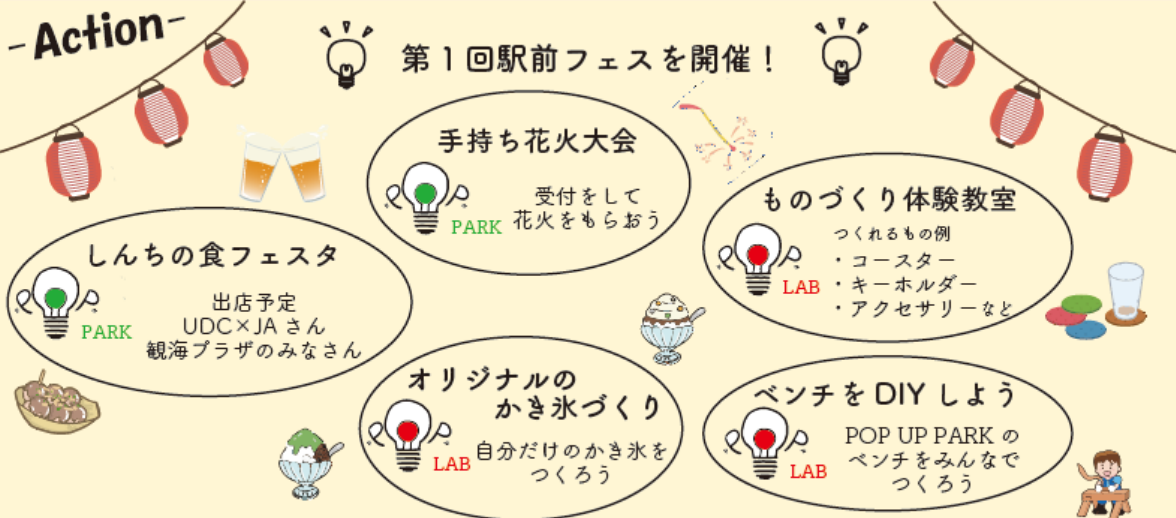 -Action-
第1回駅前フェスを開催！
手持ち花火大会
PARK
受付をして
花火をもらおう
ものづくり体験教室
LAB
つくれるもの例
・コースター
・キーホルダー
・アクセサリーなど
しんちの食フェスタ
PARK
出店予定
UDC×JAさん
観海プラザのみなさん
オリジナルの
かき氷づくり
LAB
自分だけのかき氷を
つくろう
ベンチをDIYしよう
LAB
POP UP PARKの
ベンチをみんなで
つくろう